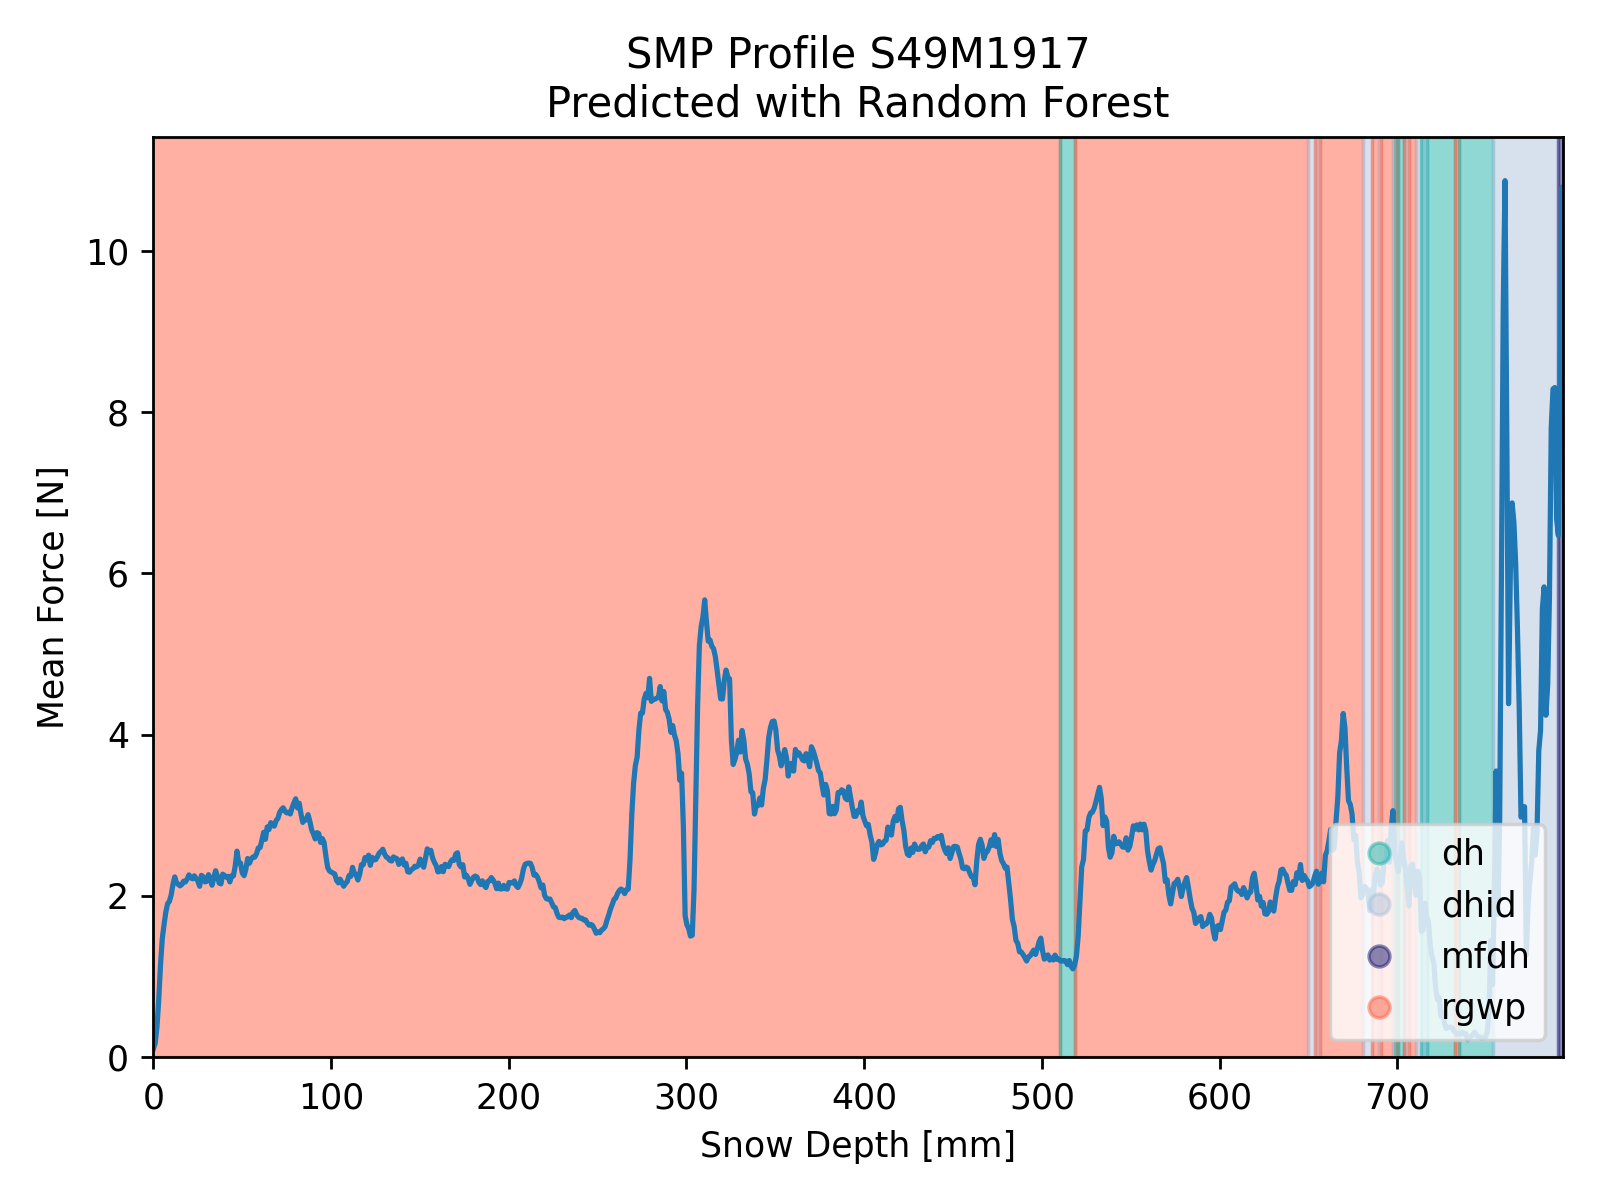 SMP Profile S49M1917
Predicted with Random Forest
Mean Force [N]
10
8
6
4
2
0
0 100 200 300 400 500 600 700
Snow Depth [mm]
dh
dhid
mfdh
rgwp